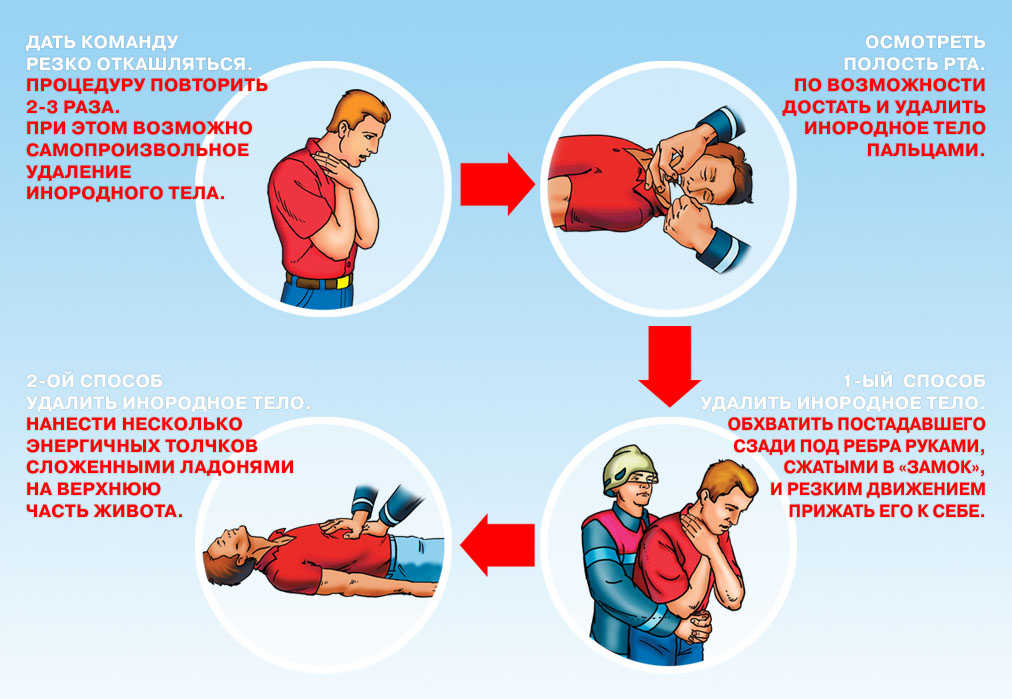 ДАТЬ КОМАНДУ
РЕЗКО ОТКАШЛЯТЬСЯ.
ПРОЦЕДУРУ ПОВТОРИТЬ
2-3 РАЗА.
ПРИ ЭТОМ ВОЗМОЖНО
САМОПРОИЗВОЛЬНОЕ
УДАЛЕНИЕ
ИНОРОДНОГО ТЕЛА.
ОСМОТРЕТЬ
ПОЛОСТЬ РТА.
ПО ВОЗМОЖНОСТИ
ДОСТАТЬ И УДАЛИТЬ
ИНОРОДНОЕ ТЕЛО
ПАЛЬЦАМИ.
1-ЫЙ СПОСОБ
УДАЛИТЬ ИНОРОДНОЕ ТЕЛО.
ОБХВАТИТЬ ПОСТАДАВШЕГО
СЗАДИ ПОД РЕБРА РУКАМИ,
СЖАТЫМИ В «ЗАМОК»,
И РЕЗКИМ ДВИЖЕНИЕМ
ПРИЖАТЬ ЕГО К СЕБЕ.
2-ОЙ СПОСОБ
УДАЛИТЬ ИНОРОДНОЕ ТЕЛО.
НАНЕСТИ НЕСКОЛЬКО
ЭНЕРГИЧНЫХ ТОЛЧКОВ
СЛОЖЕННЫМИ ЛАДОНЯМИ
НА ВЕРХНЮЮ
ЧАСТЬ ЖИВОТА.